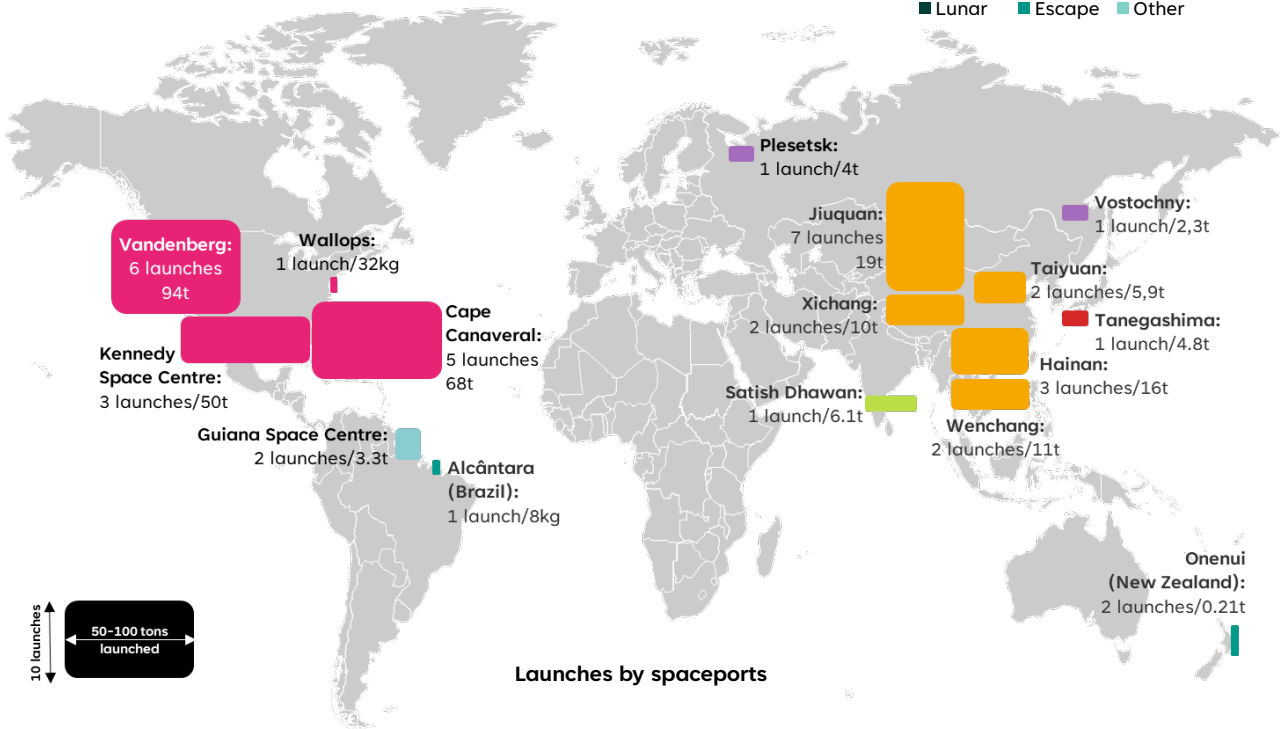 Lunar Escape Other
Plesetsk:
1 launch/4t
Vostochny:
1 launch/2,3t
Jiuquan:
7 launches
19t
Vandenberg:
6 launches
94t
Wallops:
1 launch/32kg
Taiyuan:
2 launches/5,9t
Xichang:
2 launches/10t
Tanegashima:
1 launch/4.8t
Cape
Canaveral:
5 launches
68t
Kennedy
Space Centre:
3 launches/50t
Hainan:
3 launches/16t
Satish Dhawan:
1 launch/6.1t
Wenchang:
2 launches/11t
Guiana Space Centre:
2 launches/3.3t
Alcântara
(Brazil):
1 launch/8kg
Onenui
(New Zealand):
2 launches/0.21t
10 launches
50-100 tons
launched
Launches by spaceports